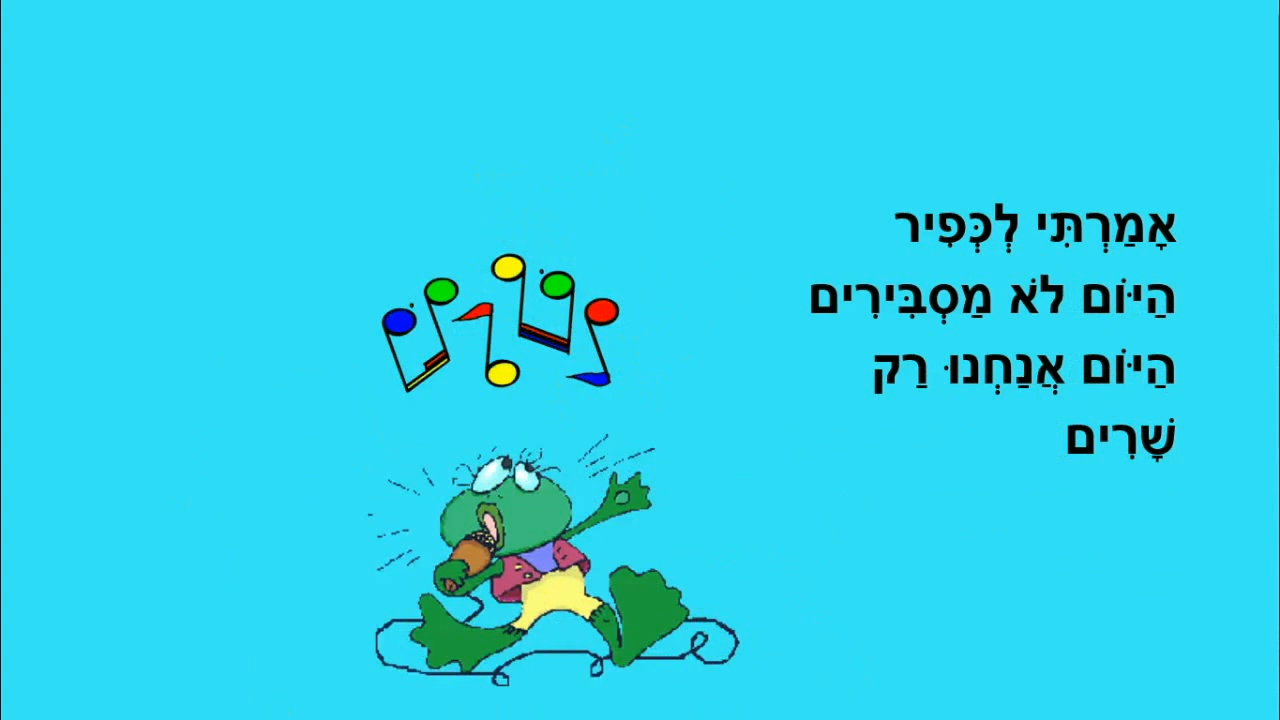 אָמַרְתִּי לְכְּפִיר
הַיּוֹם לֹא מַסְבִּירִים
הַיּוֹם אֲנַחְנוּ רַק
שָׁרִים